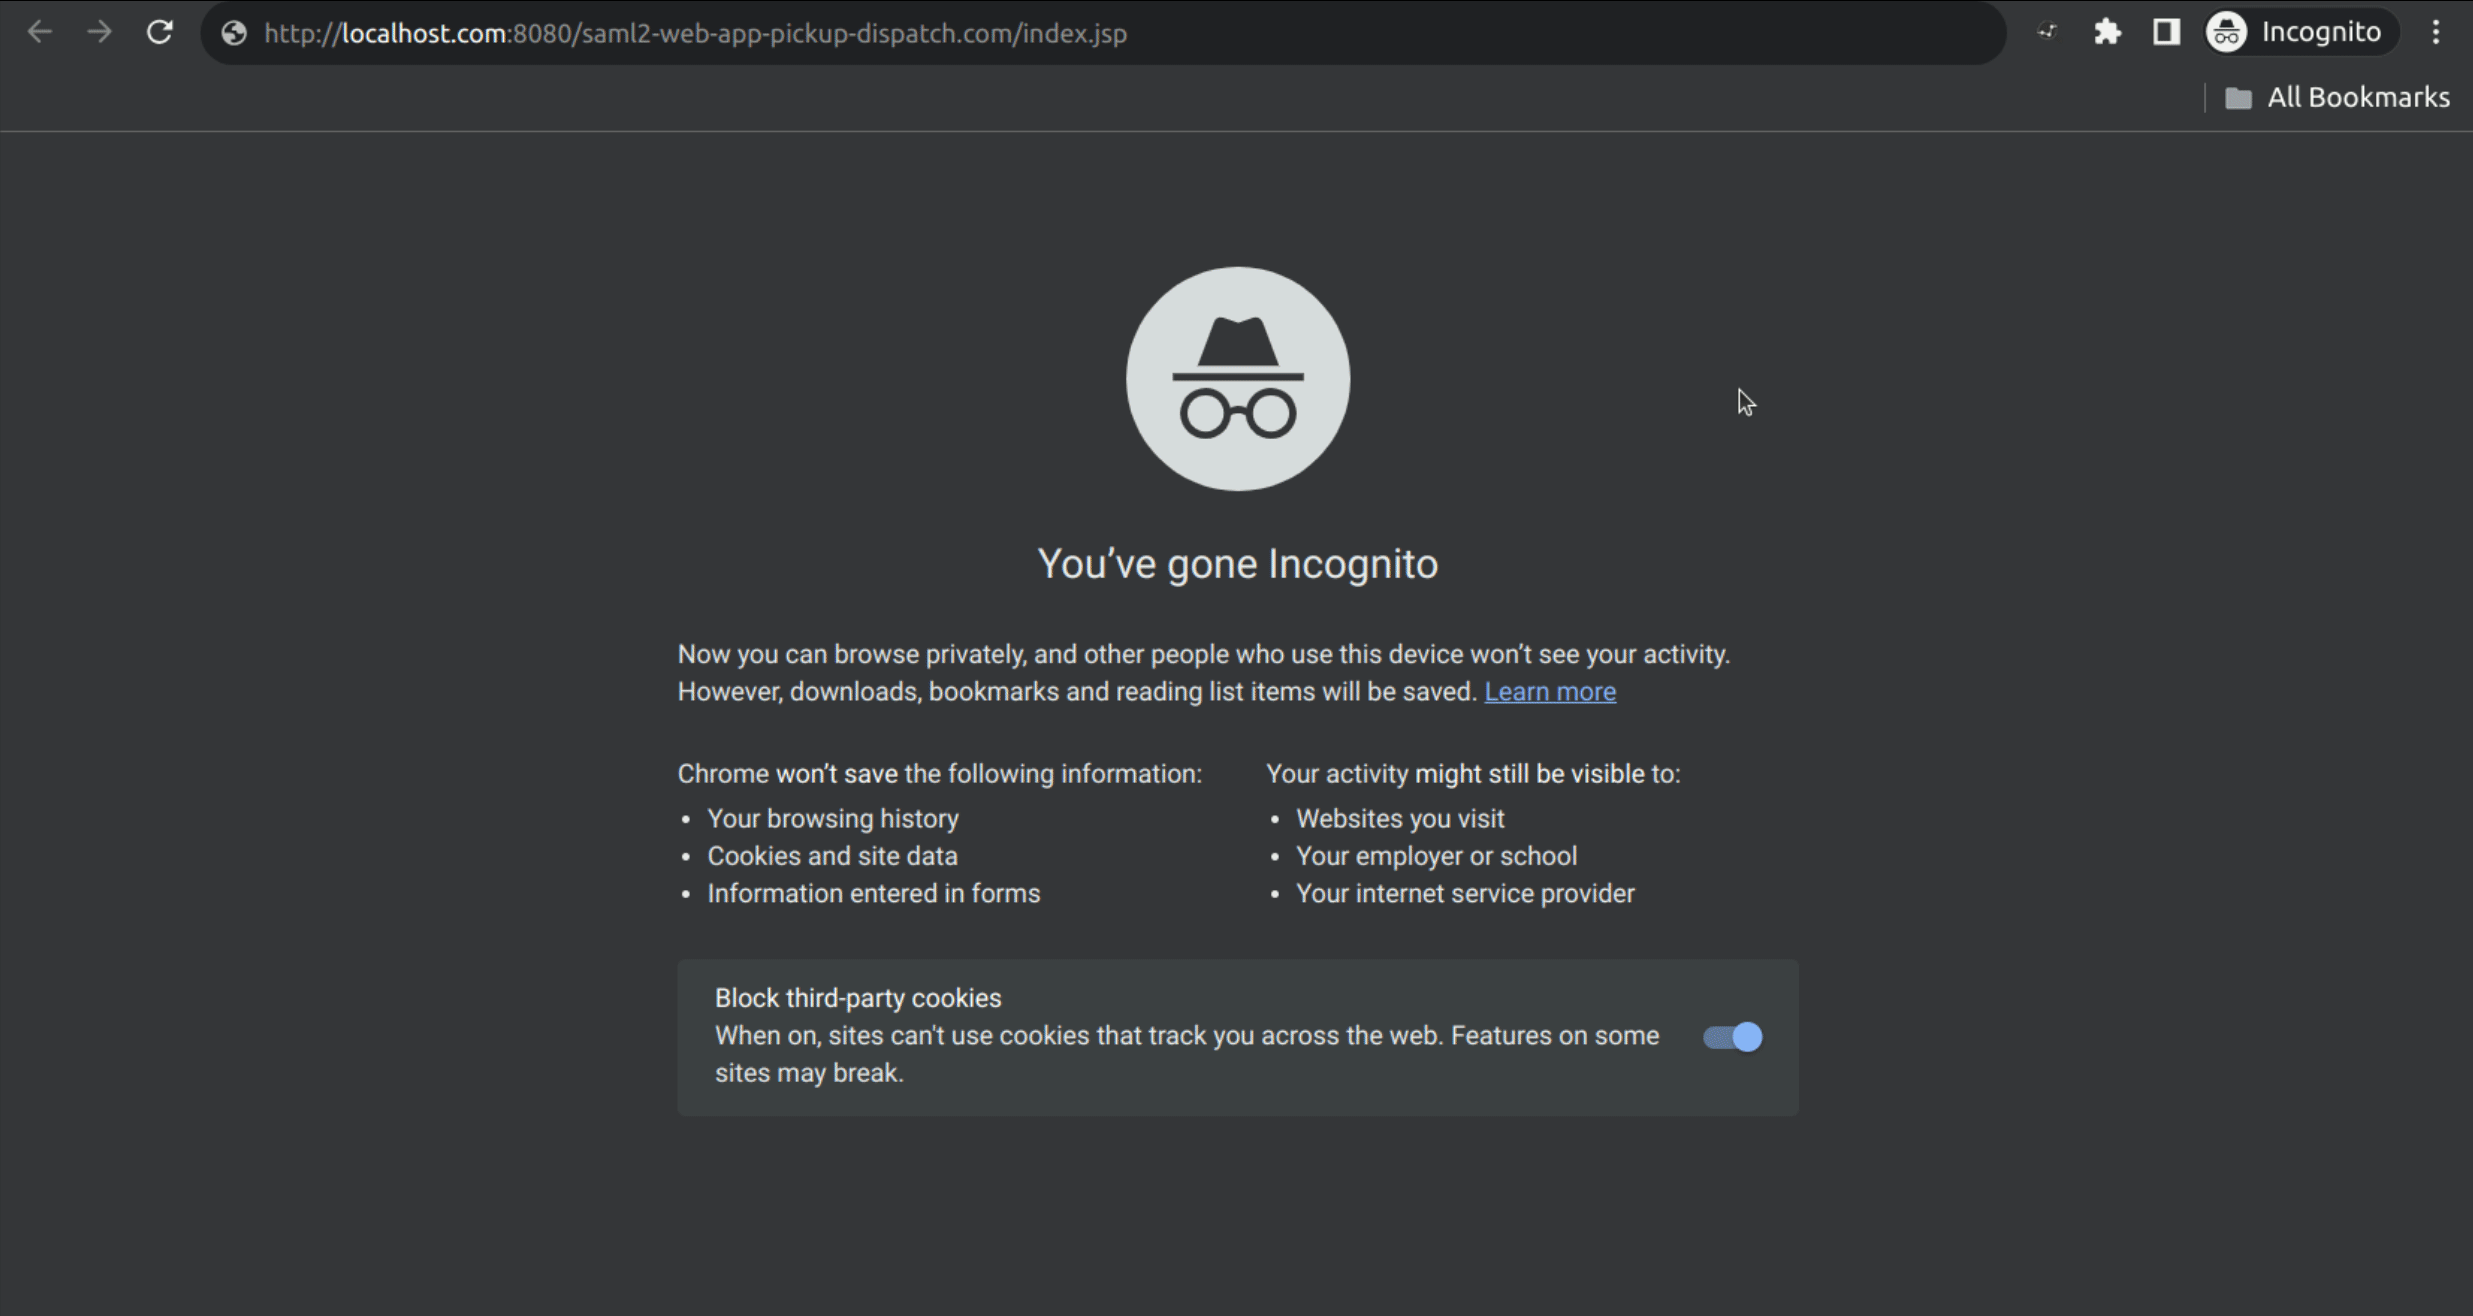 http://localhost.com:8080/saml2-web-app-pickup-dispatch.com/index.jsp
Incognito
All Bookmarks
You’ve gone Incognito
Now you can browse privately, and other people who use this device won’t see your activity.
However, downloads, bookmarks and reading list items will be saved. Learn more
Chrome won’t save the following information:
Your browsing history
Cookies and site data
Information entered in forms
Your activity might still be visible to:
Websites you visit
Your employer or school
Your internet service provider
Block third-party cookies
When on, sites can't use cookies that track you across the web. Features on some
sites may break.